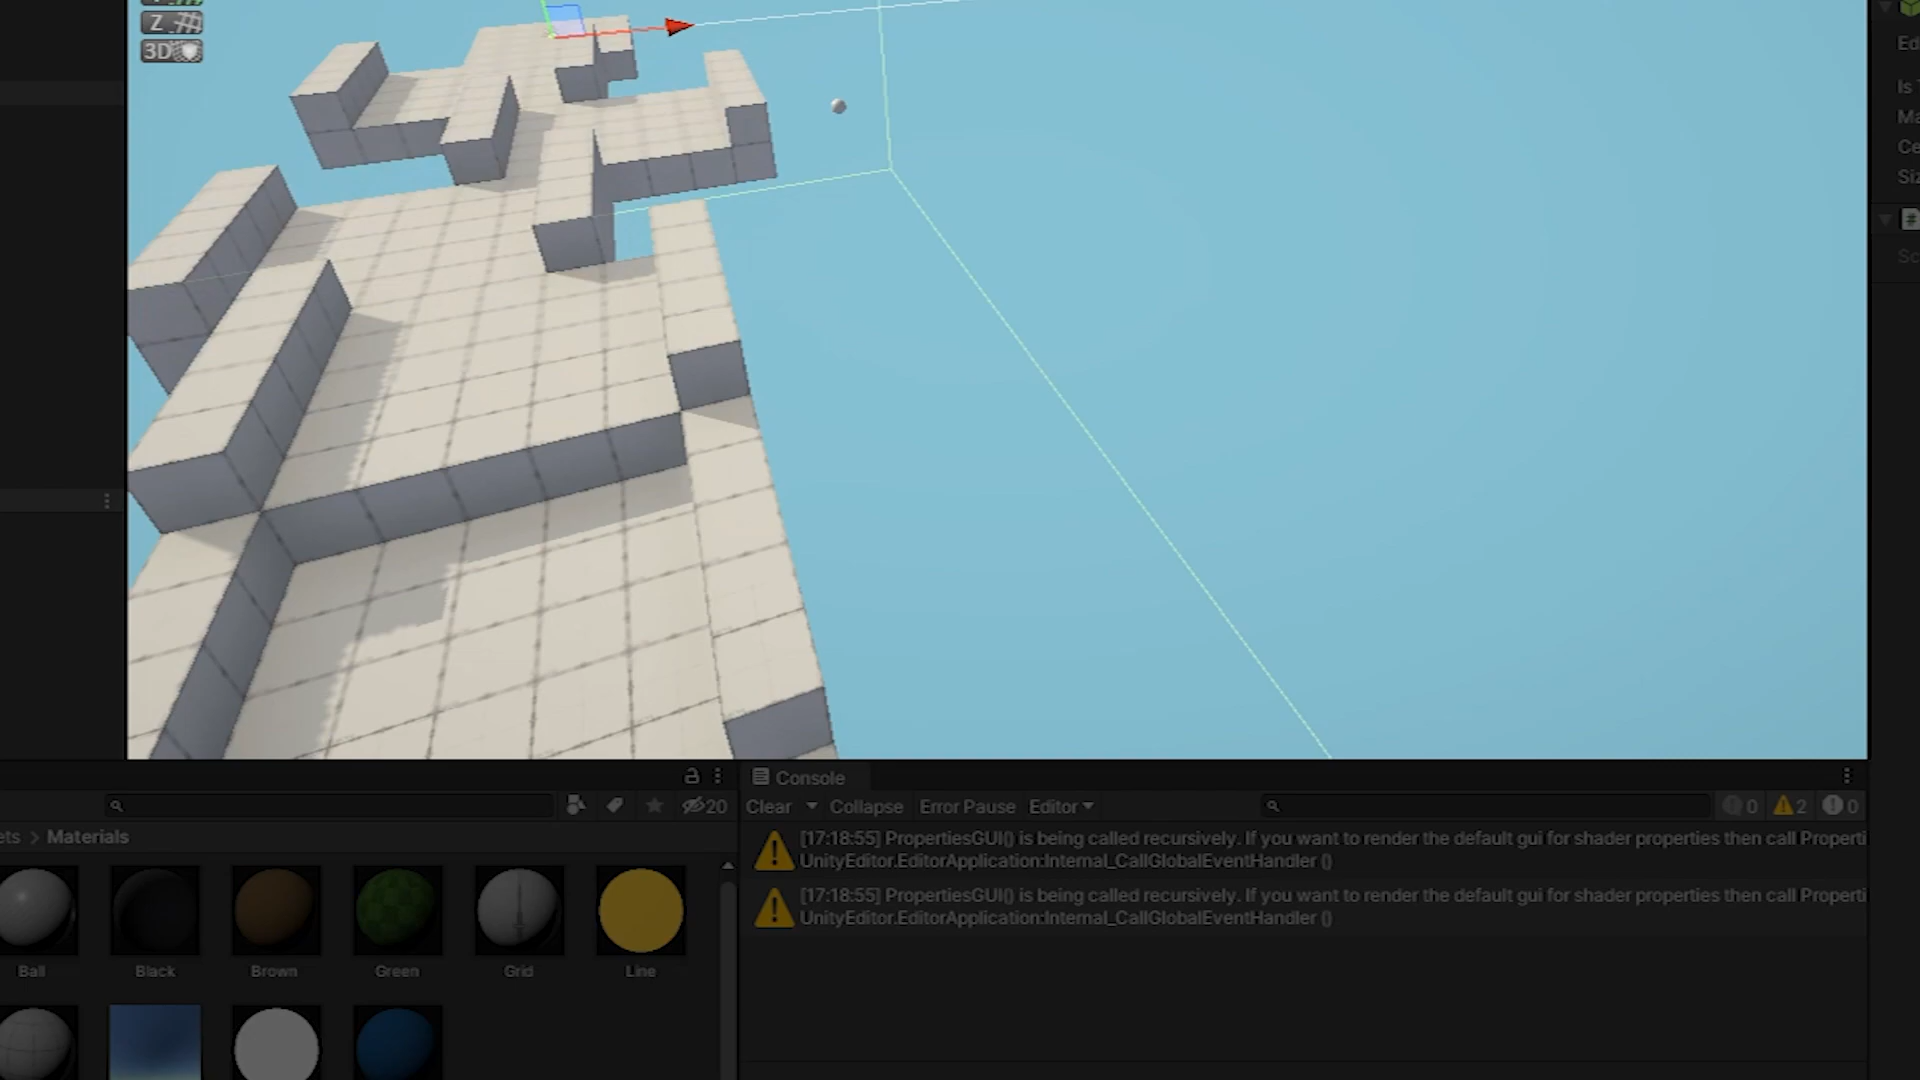 Z
3D
Ed
Is
Ma
Ce
Siz
#
Sc
20
Console
Clear Collapse Error Pause Editor
0 2 0
ets > Materials
[17:18:55] PropertiesGUI() is being called recursively. If you want to render the default gui for shader properties then call Properti
UnityEditor.EditorApplication:Internal_CallGlobalEventHandler ()
[17:18:55] PropertiesGUI() is being called recursively. If you want to render the default gui for shader properties then call Properti
UnityEditor.EditorApplication:Internal_CallGlobalEventHandler ()
Ball Black Brown Green Grid Line